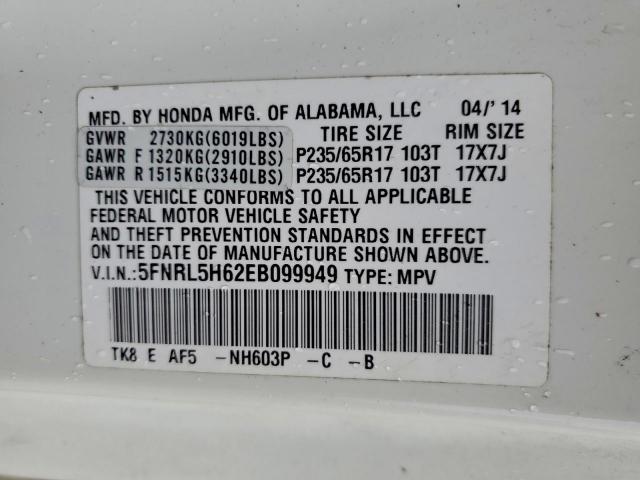 MFD. BY HONDA MFG. OF ALABAMA, LLC 04/'14
GVWR 2730KG(6019LBS) TIRE SIZE RIM SIZE
GAWR F 1320KG(2910LBS) P235/65R17 103T 17X7J
GAWR R 1515KG(3340LBS) P235/65R17 103T 17X7J
THIS VEHICLE CONFORMS TO ALL APPLICABLE
FEDERAL MOTOR VEHICLE SAFETY
AND THEFT PREVENTION STANDARDS IN EFFECT
ON THE DATE OF MANUFACTURE SHOWN ABOVE.
V.I.N.:5FNRL5H62EB099949 TYPE: MPV
TK8 E AF5 -NH603P -C -B